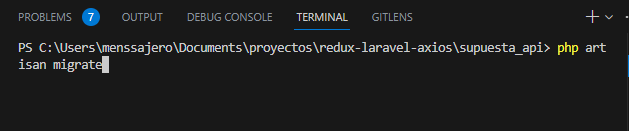 PROBLEMS 7 OUTPUT DEBUG CONSOLE TERMINAL GITLENS
PS C:\Users\menssajero\Documents\proyectos\redux-laravel-axios\supuesta_api> php art
isan migrate